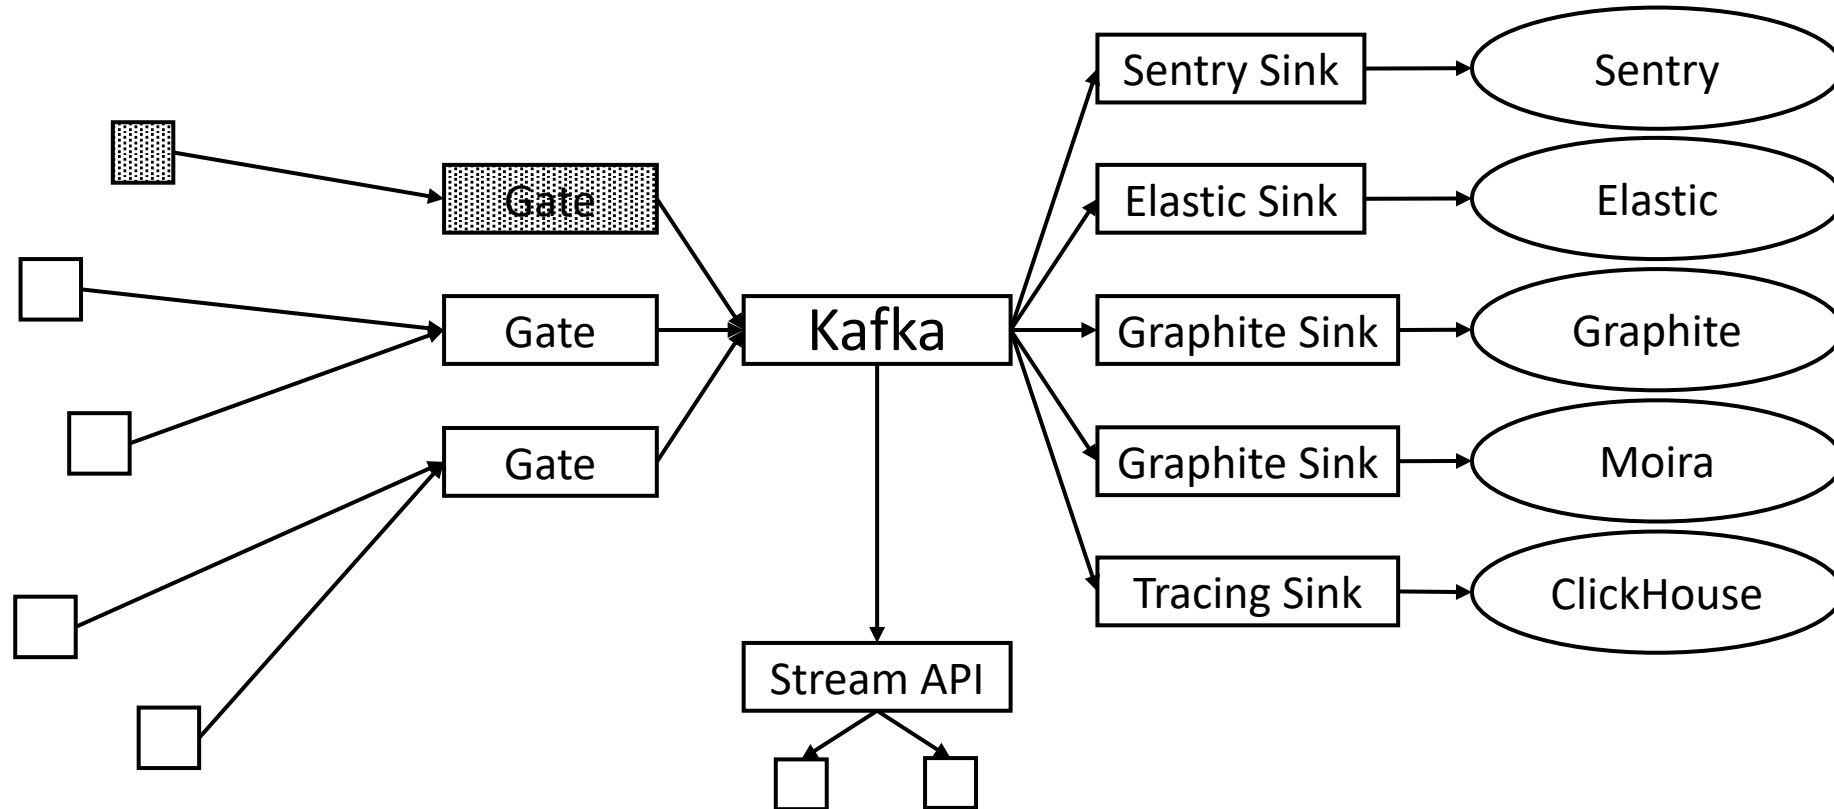 Sentry Sink
Sentry
Gate
Elastic Sink
Elastic
Gate
Kafka
Graphite Sink
Graphite
Gate
Graphite Sink
Moira
Tracing Sink
ClickHouse
Stream API